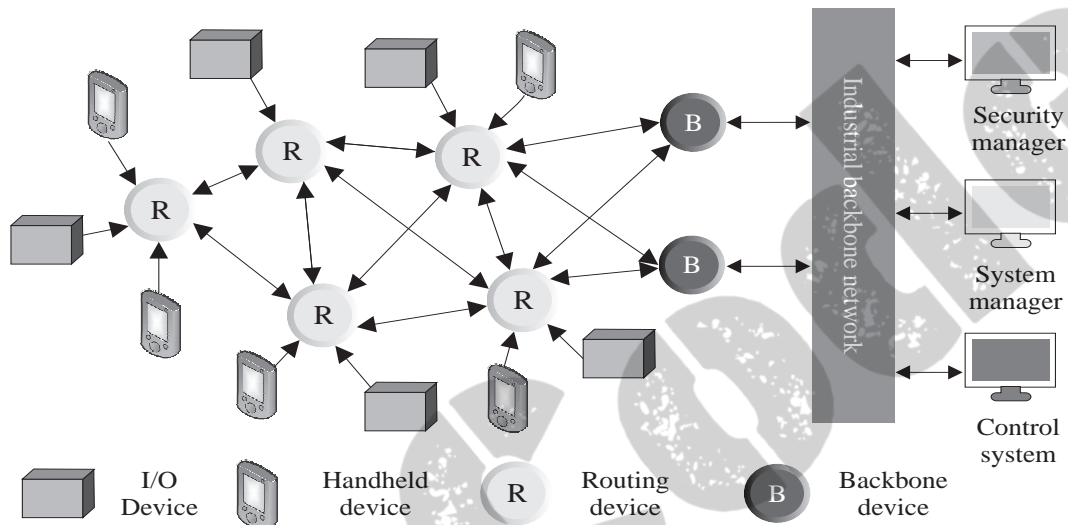 R
R
R
R
R
B
B
Industrial backbone network
Security
manager
System
manager
Control
system
I/O
Device
Handheld
device
R
Routing
device
B
Backbone
device